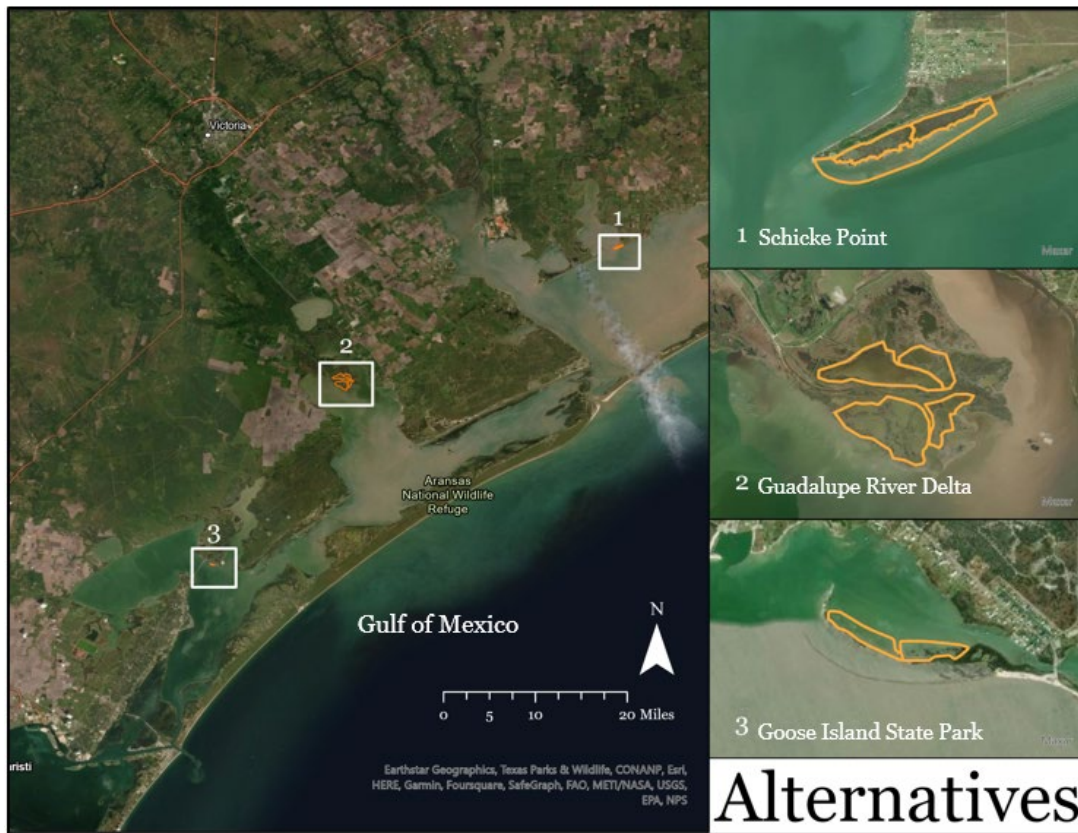 Victoria
1
2
3
Aransas
National Wildlife
Refuge
Gulf of Mexico
N
0 5 10 20 Miles
risti
Earthstar Geographics, Texas Parks & Wildlife, CONANP, Esri,
HERE, Garmin, Foursquare, SafeGraph, FAO, METI/NASA, USGS,
EPA, NPS
1 Schicke Point
Maxar
2 Guadalupe River Delta
Maxar
3 Goose Island State Park
Maxar
Alternatives